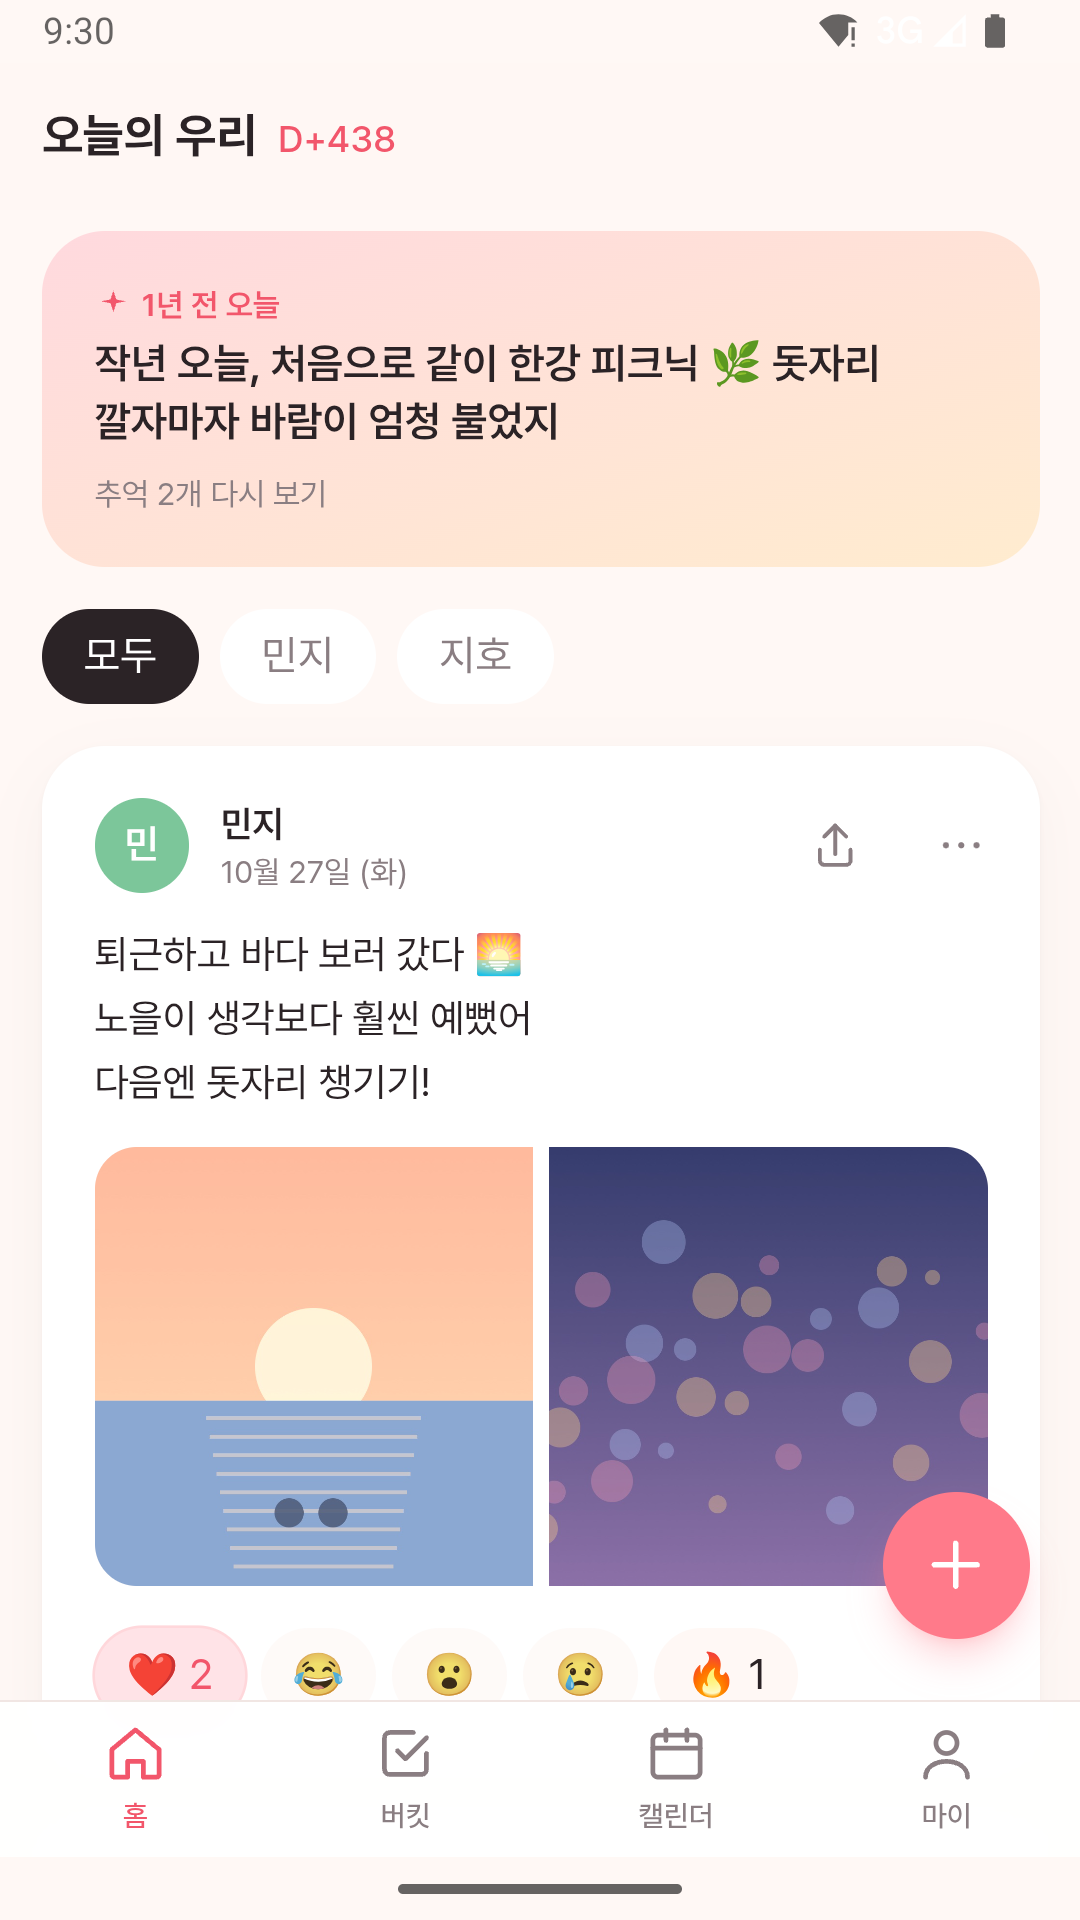 9:30
3G
오늘의 우리 D+438
1년 전 오늘
작년 오늘, 처음으로 같이 한강 피크닉 🌿 돗자리
깔자마자 바람이 엄청 불었지
추억 2개 다시 보기
모두 민지 지호
민
민지
10월 27일 (화)
퇴근하고 바다 보러 갔다 🌅
노을이 생각보다 훨씬 예뻤어
다음엔 돗자리 챙기기!
❤️ 2 😂 😮 😢 🔥 1
홈 버킷 캘린더 마이